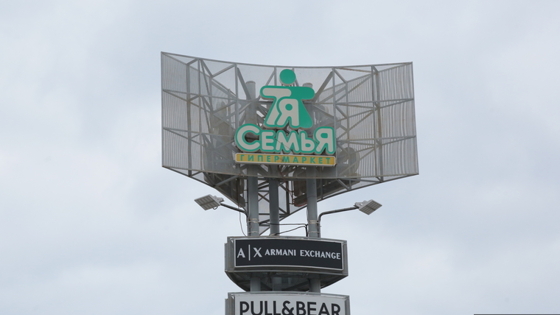 7Я
СЕМЬЯ
ГИПЕРМАРКЕТ
A|X ARMANI EXCHANGE
PULL&BEAR